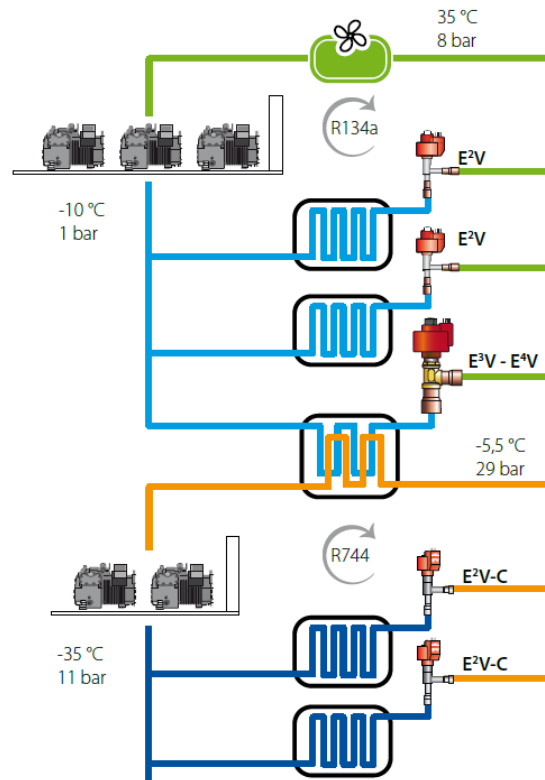 35 °C
8 bar
R134a
E²V
-10 °C
1 bar
E²V
E³V - E⁴V
-5,5 °C
29 bar
R744
E²V-C
-35 °C
11 bar
E²V-C